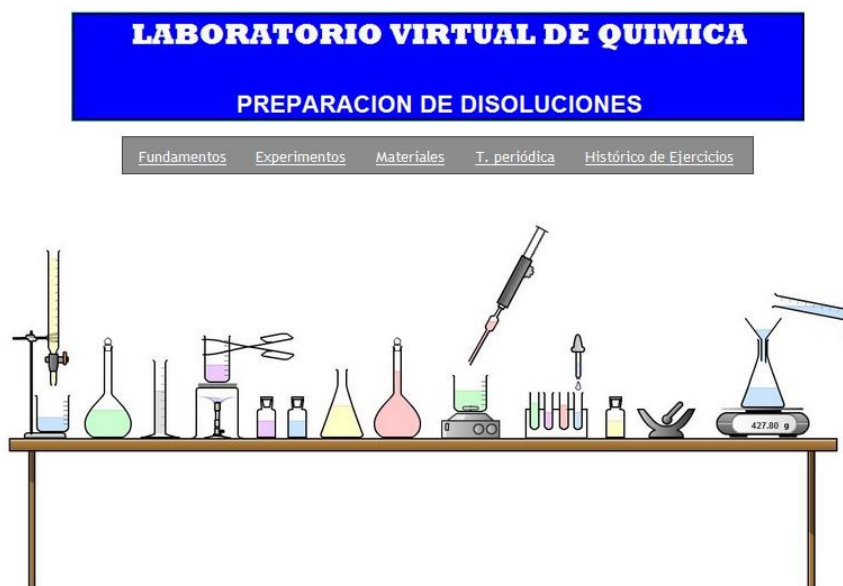 LABORATORIO VIRTUAL DE QUIMICA
PREPARACION DE DISOLUCIONES
Fundamentos Experimentos Materiales T. periódica Histórico de Ejercicios
427.80 g